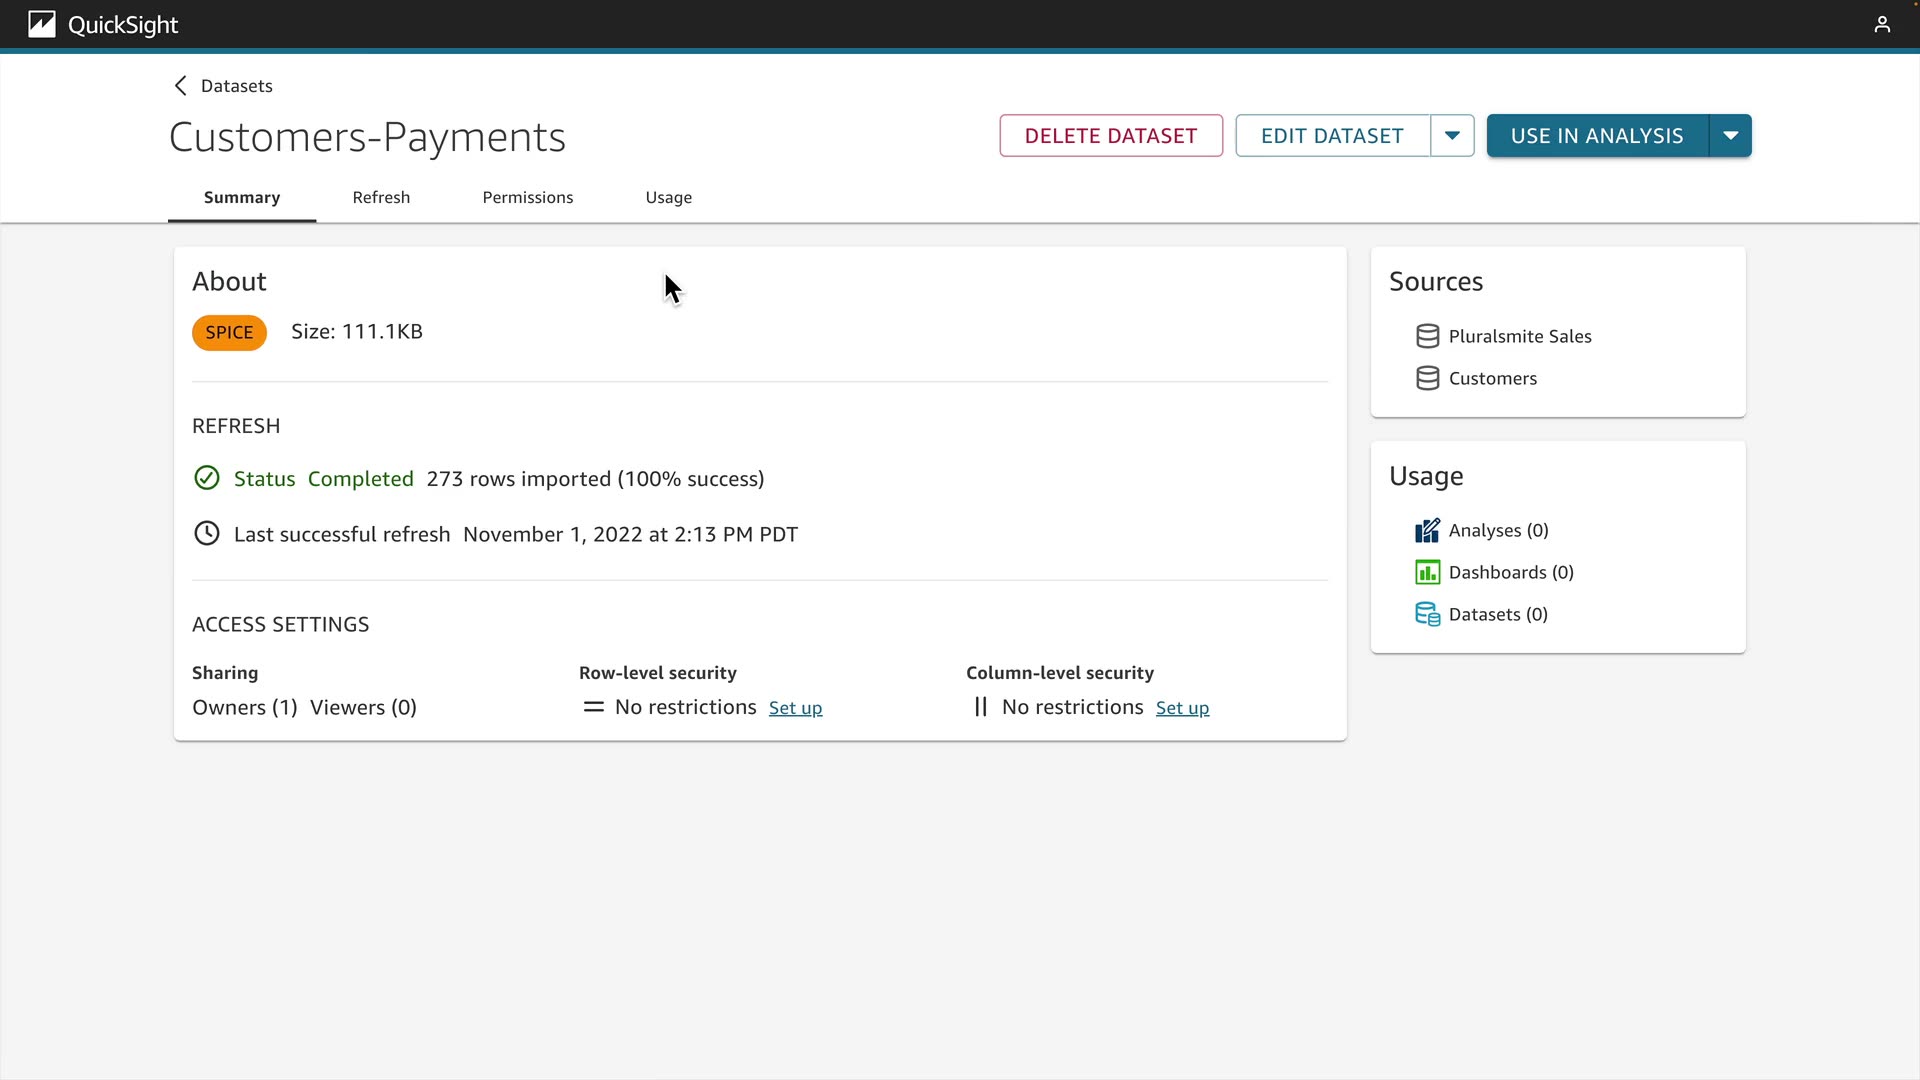 QuickSight
Datasets
Customers-Payments
DELETE DATASET
EDIT DATASET
USE IN ANALYSIS
Summary
Refresh
Permissions
Usage
About
SPICE Size: 111.1KB
REFRESH
Status Completed 273 rows imported (100% success)
Last successful refresh November 1, 2022 at 2:13 PM PDT
ACCESS SETTINGS
Sharing
Owners (1) Viewers (0)
Row-level security
No restrictions Set up
Column-level security
No restrictions Set up
Sources
Pluralsmite Sales
Customers
Usage
Analyses (0)
Dashboards (0)
Datasets (0)